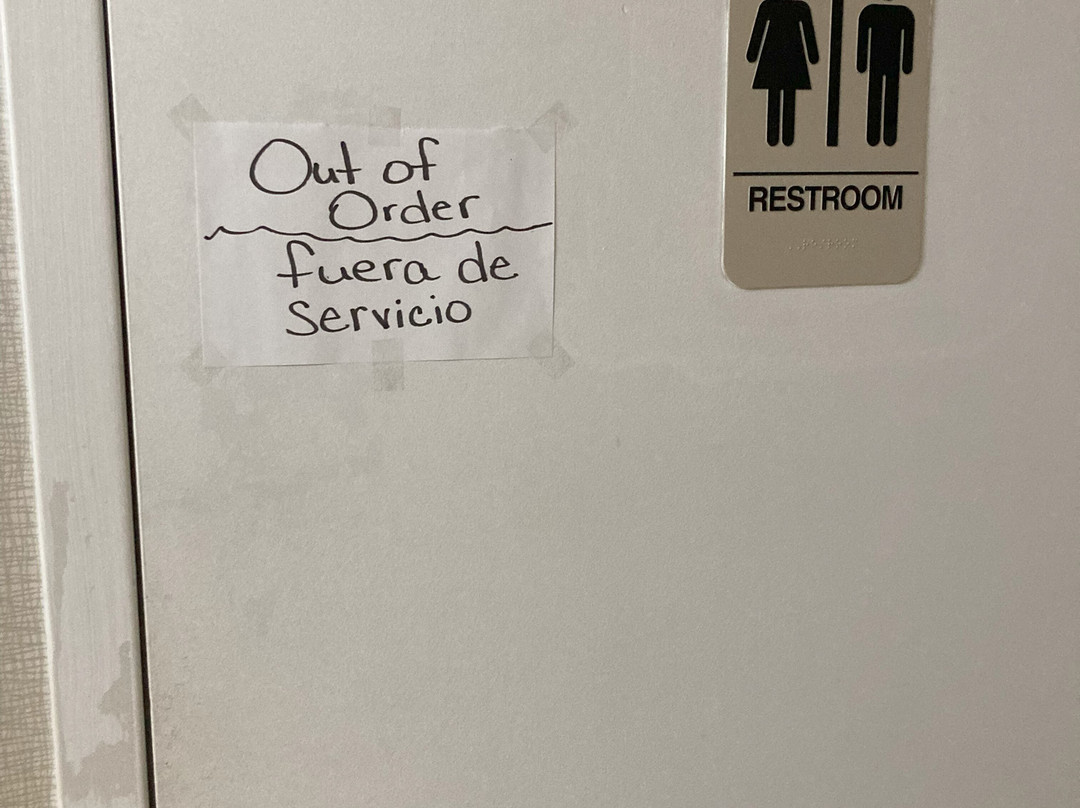 Out of
Order
fuera de
servicio
RESTROOM